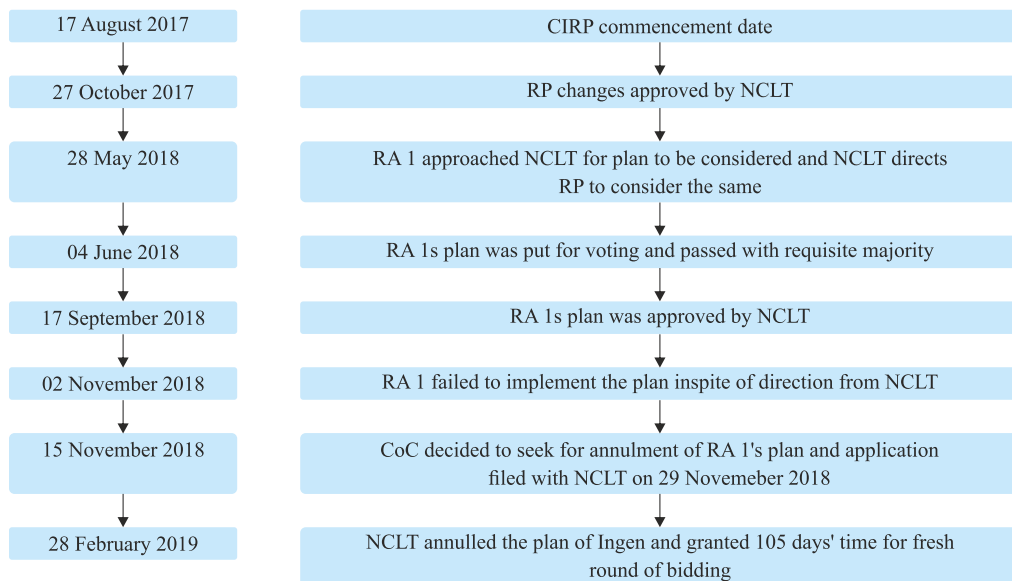 17 August 2017
CIRP commencement date
27 October 2017
RP changes approved by NCLT
28 May 2018
RA 1 approached NCLT for plan to be considered and NCLT directs
RP to consider the same
04 June 2018
RA 1s plan was put for voting and passed with requisite majority
17 September 2018
RA 1s plan was approved by NCLT
02 November 2018
RA 1 failed to implement the plan inspite of direction from NCLT
15 November 2018
CoC decided to seek for annulment of RA 1's plan and application
filed with NCLT on 29 Novemeber 2018
28 February 2019
NCLT annulled the plan of Ingen and granted 105 days' time for fresh
round of bidding